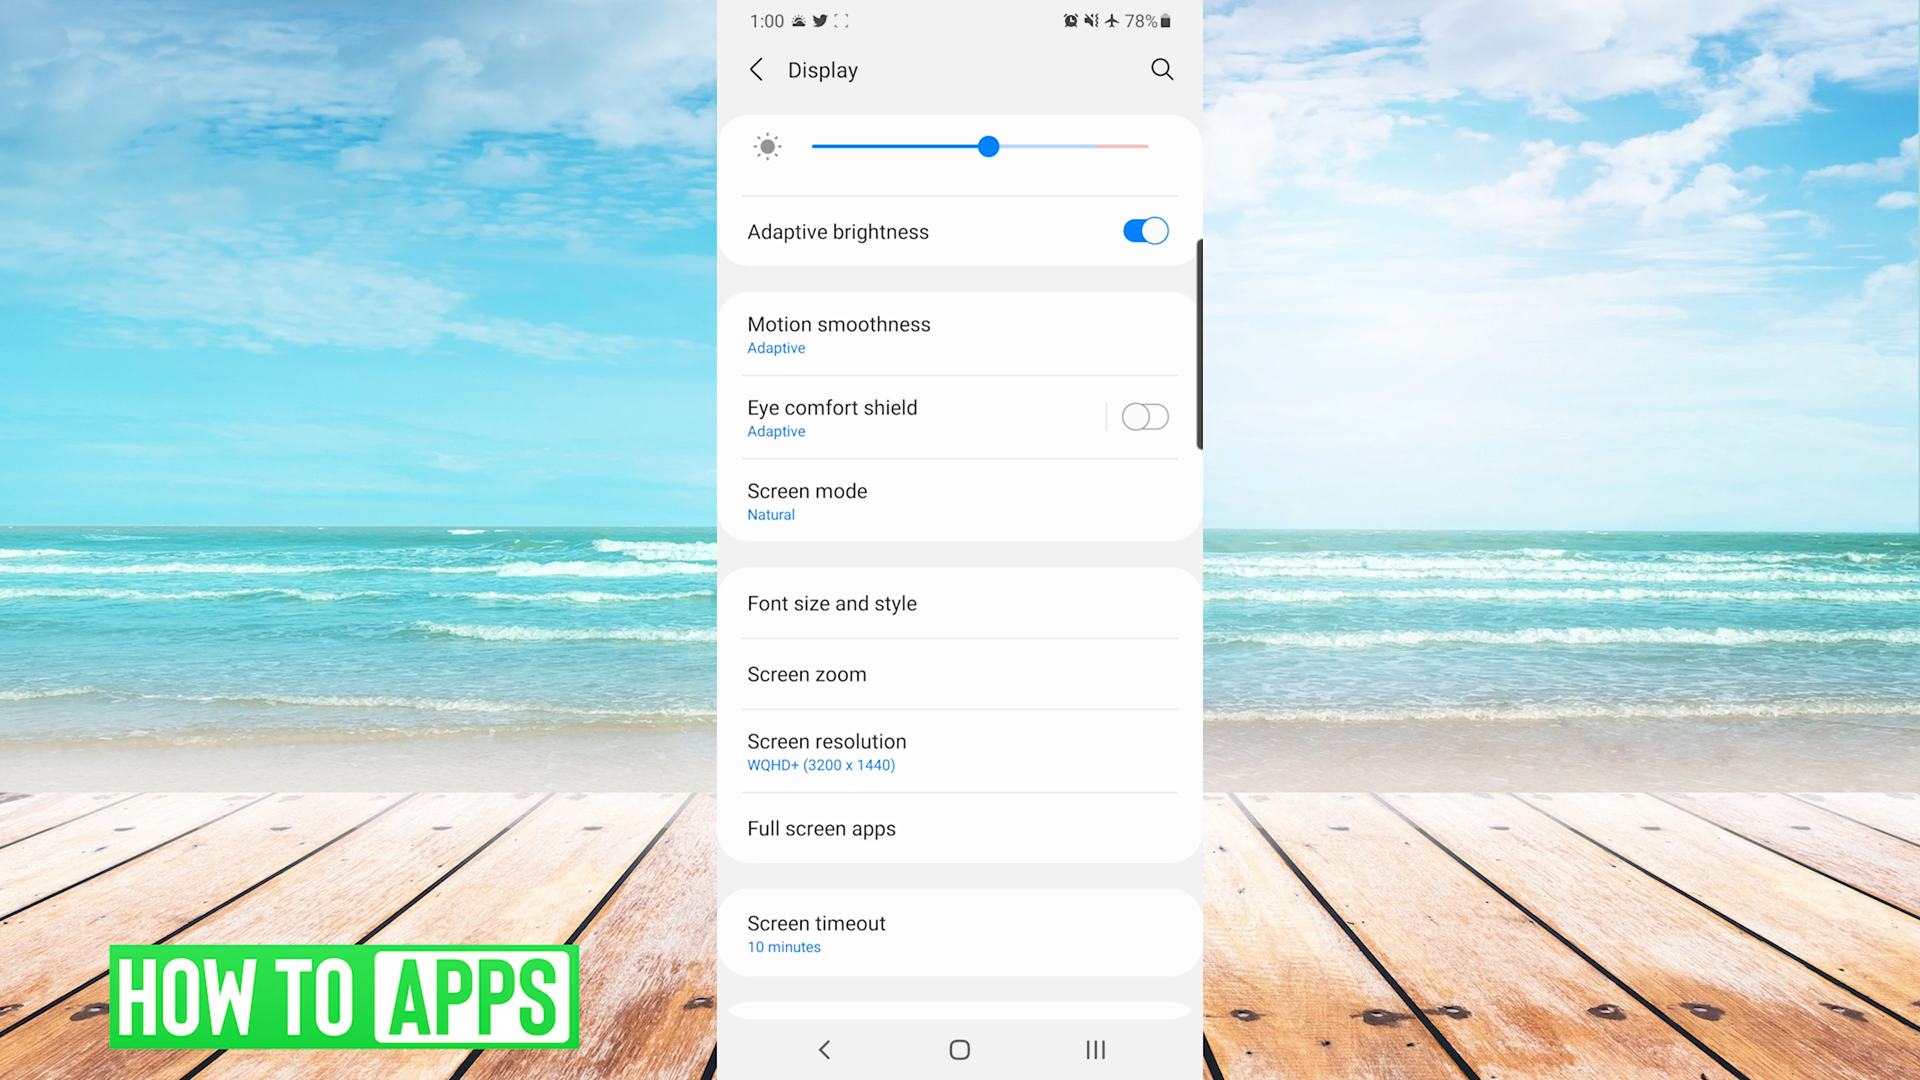 1:00
78%
Display
Adaptive brightness
Motion smoothness
Adaptive
Eye comfort shield
Adaptive
Screen mode
Natural
Font size and style
Screen zoom
Screen resolution
WQHD+ (3200 x 1440)
Full screen apps
Screen timeout
10 minutes
HOW TO APPS